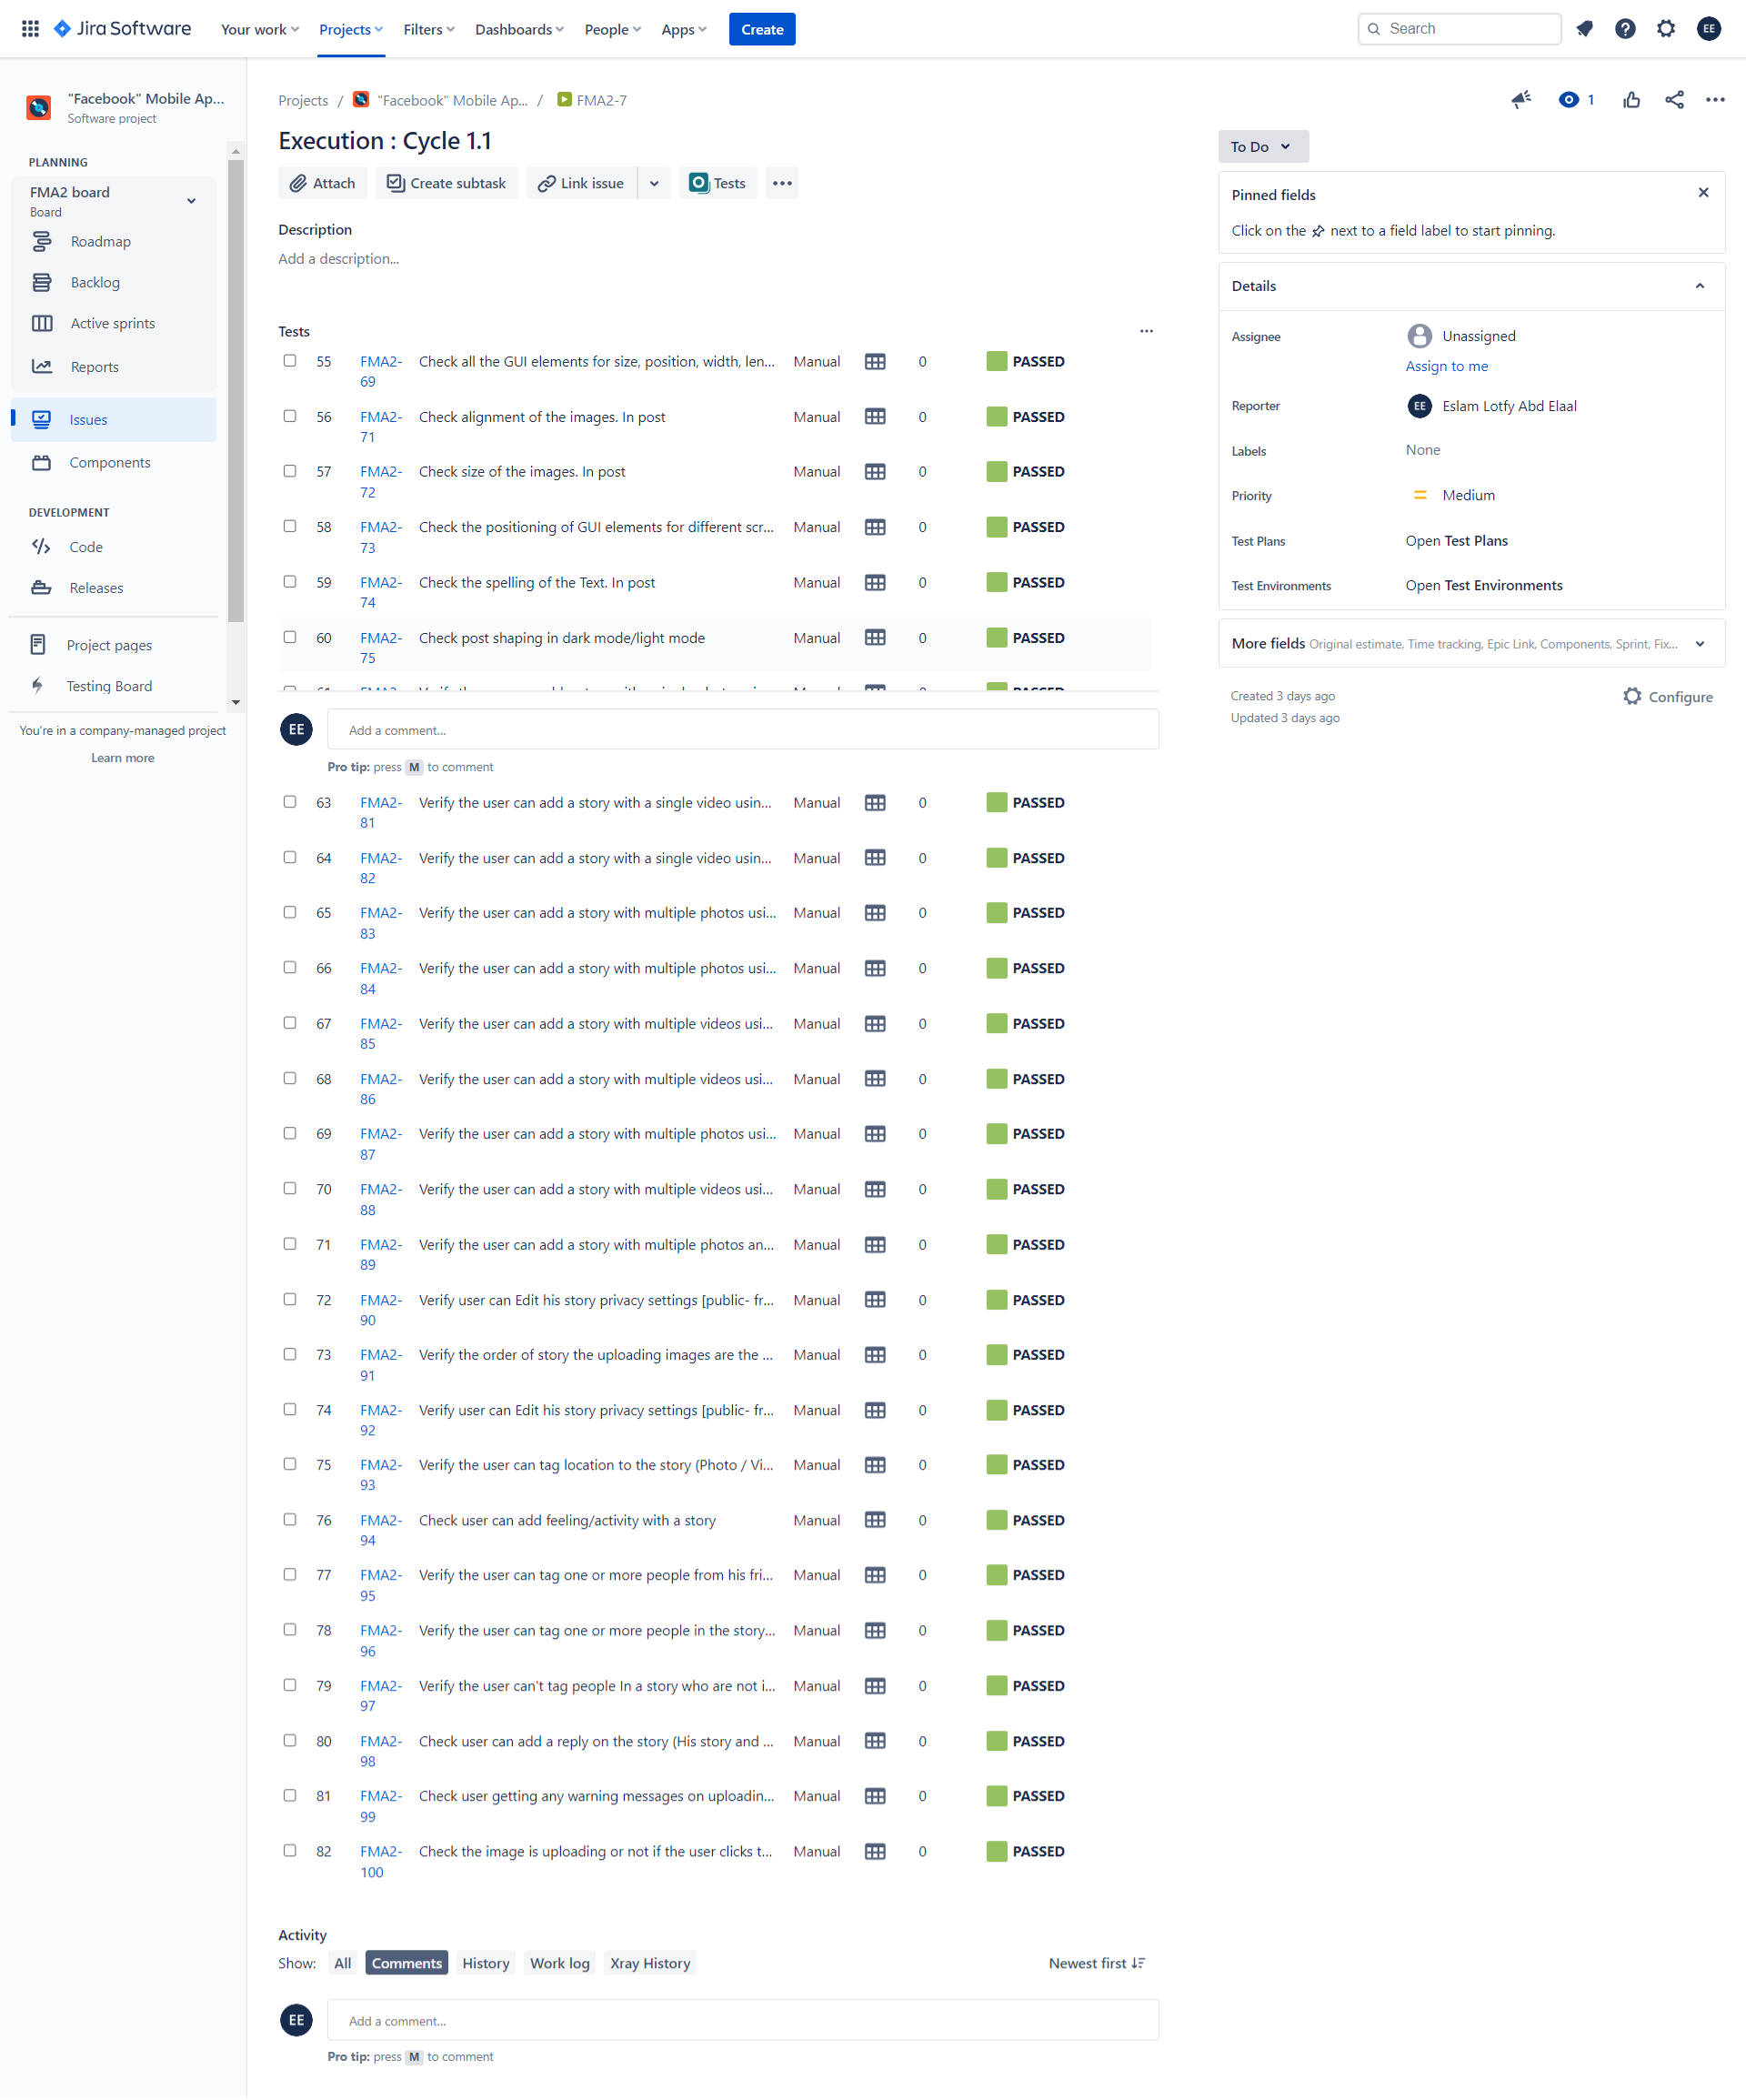 Jira Software
Your work
Projects
Filters
Dashboards
People
Apps
Create
Search
EE
"Facebook" Mobile Ap...
Software project
PLANNING
FMA2 board
Board
Roadmap
Backlog
Active sprints
Reports
Issues
Components
DEVELOPMENT
Code
Releases
Project pages
Testing Board
You're in a company-managed project
Learn more
Projects / "Facebook" Mobile Ap... / FMA2-7
1
Execution : Cycle 1.1
Attach
Create subtask
Link issue
Tests
Description
Add a description...
Tests
55 FMA2-69 Check all the GUI elements for size, position, width, len... Manual 0 PASSED
56 FMA2-71 Check alignment of the images. In post Manual 0 PASSED
57 FMA2-72 Check size of the images. In post Manual 0 PASSED
58 FMA2-73 Check the positioning of GUI elements for different scr... Manual 0 PASSED
59 FMA2-74 Check the spelling of the Text. In post Manual 0 PASSED
60 FMA2-75 Check post shaping in dark mode/light mode Manual 0 PASSED
EE
Add a comment...
Pro tip: press M to comment
63 FMA2-81 Verify the user can add a story with a single video usin... Manual 0 PASSED
64 FMA2-82 Verify the user can add a story with a single video usin... Manual 0 PASSED
65 FMA2-83 Verify the user can add a story with multiple photos usi... Manual 0 PASSED
66 FMA2-84 Verify the user can add a story with multiple photos usi... Manual 0 PASSED
67 FMA2-85 Verify the user can add a story with multiple videos usi... Manual 0 PASSED
68 FMA2-86 Verify the user can add a story with multiple videos usi... Manual 0 PASSED
69 FMA2-87 Verify the user can add a story with multiple photos usi... Manual 0 PASSED
70 FMA2-88 Verify the user can add a story with multiple videos usi... Manual 0 PASSED
71 FMA2-89 Verify the user can add a story with multiple photos an... Manual 0 PASSED
72 FMA2-90 Verify user can Edit his story privacy settings [public- fr... Manual 0 PASSED
73 FMA2-91 Verify the order of story the uploading images are the ... Manual 0 PASSED
74 FMA2-92 Verify user can Edit his story privacy settings [public- fr... Manual 0 PASSED
75 FMA2-93 Verify the user can tag location to the story (Photo / Vi... Manual 0 PASSED
76 FMA2-94 Check user can add feeling/activity with a story Manual 0 PASSED
77 FMA2-95 Verify the user can tag one or more people from his fri... Manual 0 PASSED
78 FMA2-96 Verify the user can tag one or more people in the story... Manual 0 PASSED
79 FMA2-97 Verify the user can't tag people In a story who are not i... Manual 0 PASSED
80 FMA2-98 Check user can add a reply on the story (His story and ... Manual 0 PASSED
81 FMA2-99 Check user getting any warning messages on uploadin... Manual 0 PASSED
82 FMA2-100 Check the image is uploading or not if the user clicks t... Manual 0 PASSED
Activity
Show: All Comments History Work log Xray History
Newest first
EE
Add a comment...
Pro tip: press M to comment
To Do
Pinned fields
Click on the next to a field label to start pinning.
Details
Assignee Unassigned
Assign to me
Reporter EE Eslam Lotfy Abd Elaal
Labels None
Priority Medium
Test Plans Open Test Plans
Test Environments Open Test Environments
More fields Original estimate, Time tracking, Epic Link, Components, Sprint, Fix...
Created 3 days ago
Updated 3 days ago
Configure